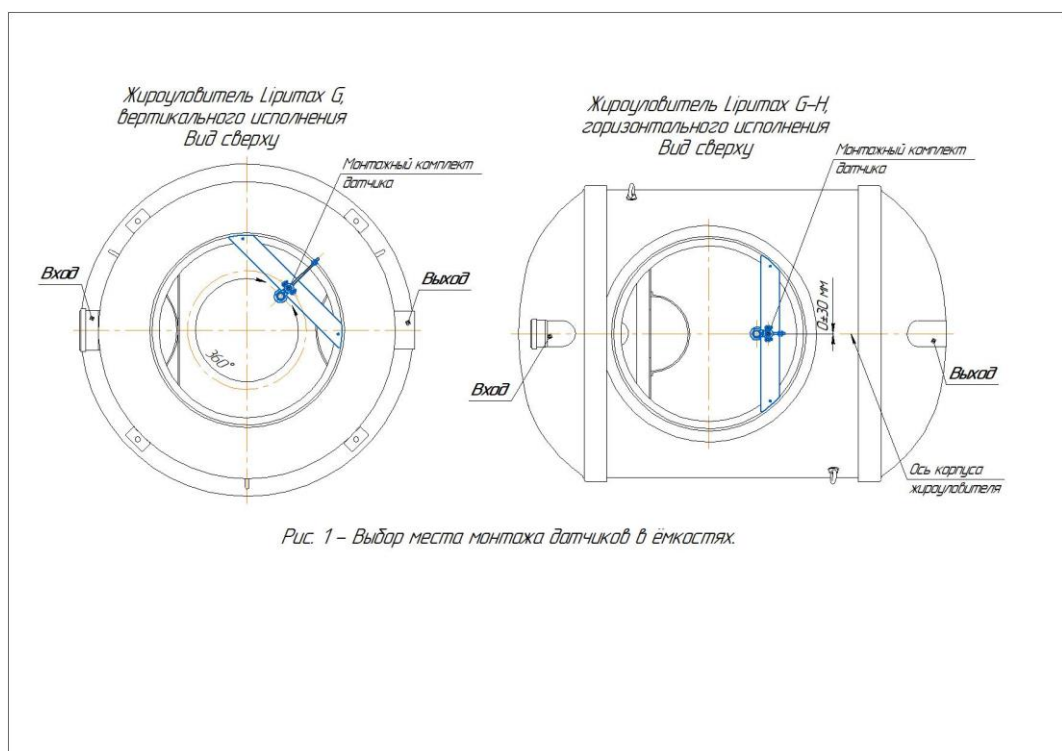 Жироуловитель Lipumax G,
вертикального исполнения
Вид сверху
Монтажный комплект
датчика
Вход
Выход
360°
Жироуловитель Lipumax G-H,
горизонтального исполнения
Вид сверху
Монтажный комплект
датчика
0±30 мм
Вход
Выход
Ось корпуса
жироуловителя
Рис. 1 – Выбор места монтажа датчиков в ёмкостях.